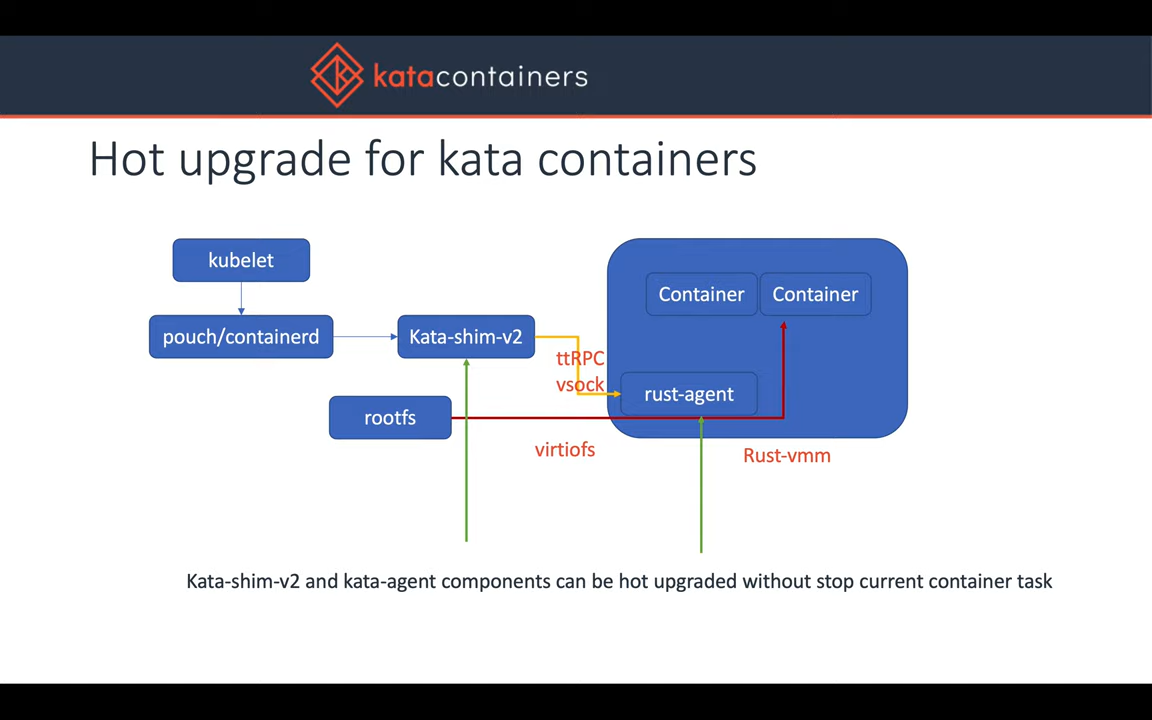 katacontainers
Hot upgrade for kata containers
kubelet
pouch/containerd
Kata-shim-v2
ttRPC
vsock
Container
Container
rust-agent
rootfs
virtiofs
Rust-vmm
Kata-shim-v2 and kata-agent components can be hot upgraded without stop current container task